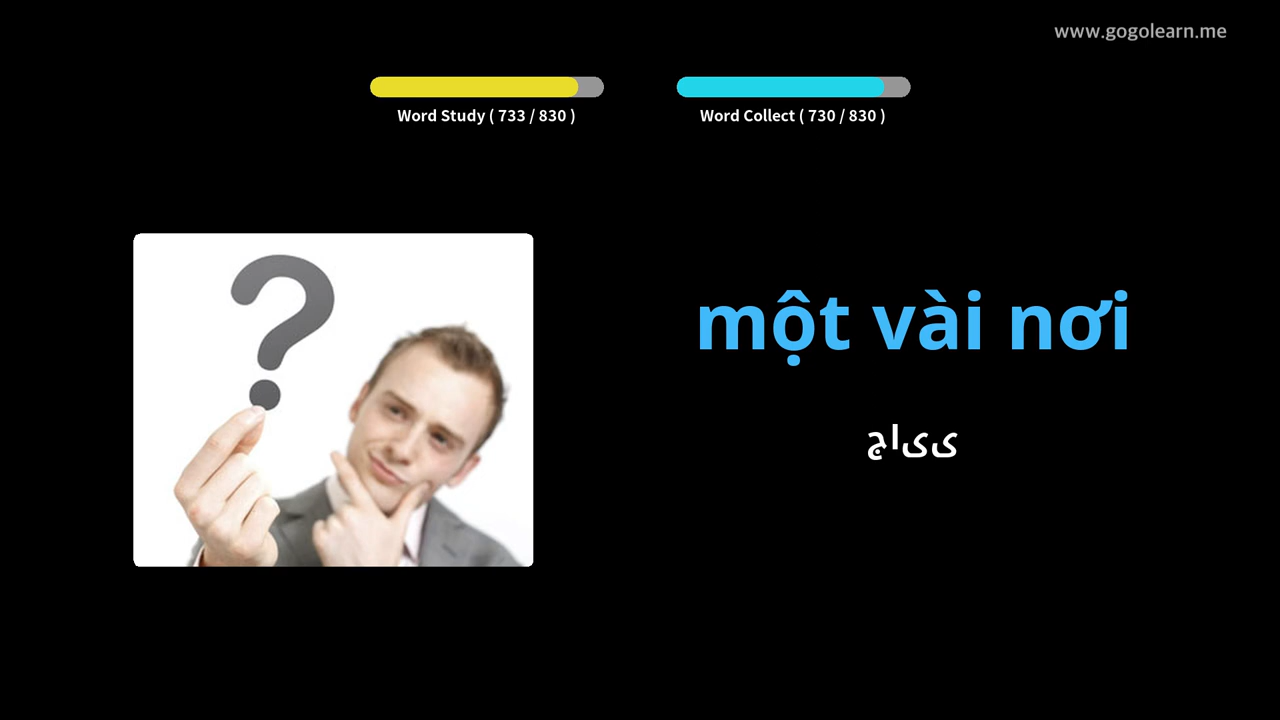 www.gogolearn.me
Word Study ( 733 / 830 )
Word Collect ( 730 / 830 )
một vài nơi
جایی